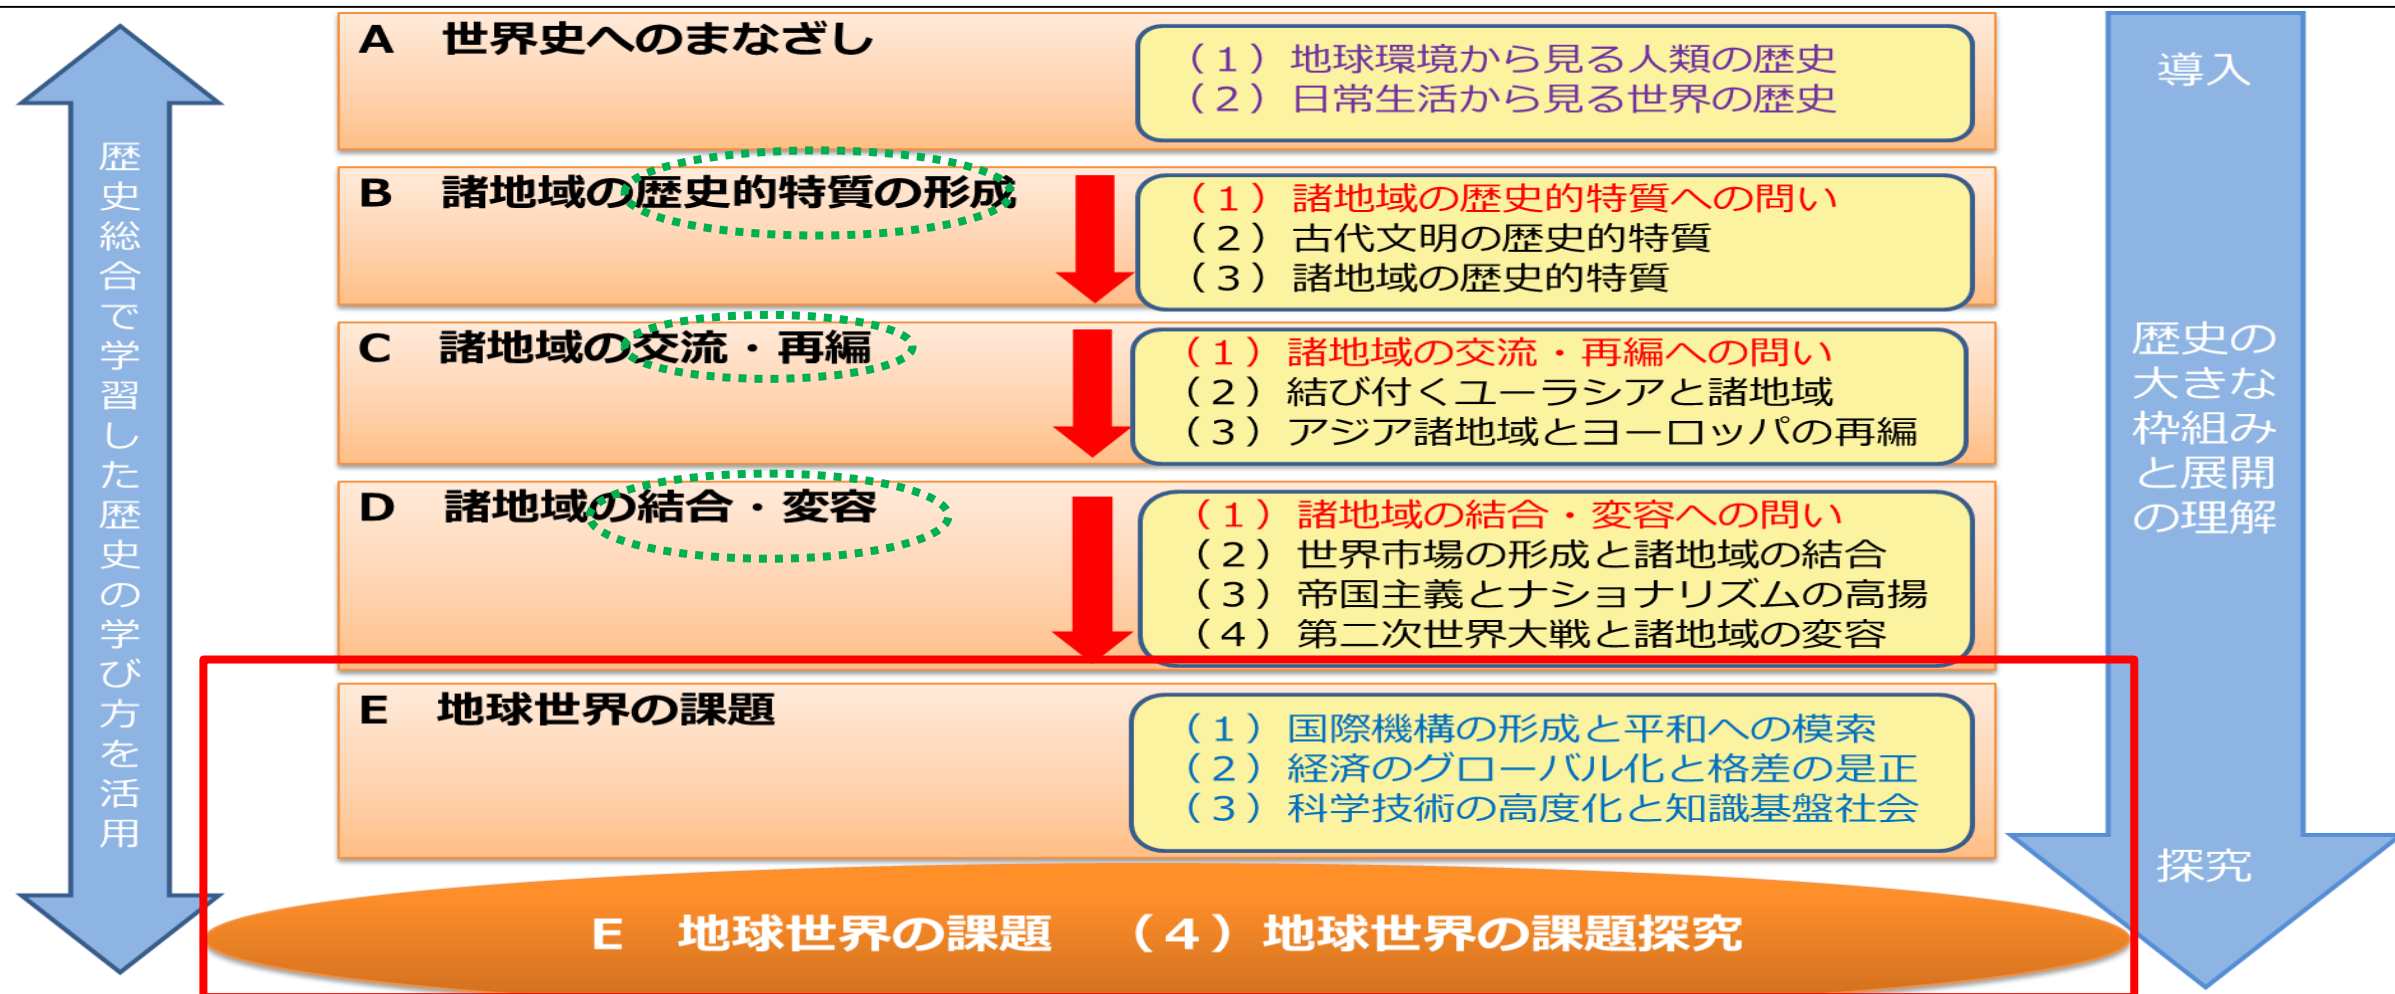 歴史総合で学習した歴史の学び方を活用
A 世界史へのまなざし
（１）地球環境から見る人類の歴史
（２）日常生活から見る世界の歴史
B 諸地域の歴史的特質の形成
（１）諸地域の歴史的特質への問い
（２）古代文明の歴史的特質
（３）諸地域の歴史的特質
C 諸地域の交流・再編
（１）諸地域の交流・再編への問い
（２）結び付くユーラシアと諸地域
（３）アジア諸地域とヨーロッパの再編
D 諸地域の結合・変容
（１）諸地域の結合・変容への問い
（２）世界市場の形成と諸地域の結合
（３）帝国主義とナショナリズムの高揚
（４）第二次世界大戦と諸地域の変容
E 地球世界の課題
（１）国際機構の形成と平和への模索
（２）経済のグローバル化と格差の是正
（３）科学技術の高度化と知識基盤社会
E 地球世界の課題 （４）地球世界の課題探究
導入
歴史の
大きな
枠組み
と展開
の理解
探究